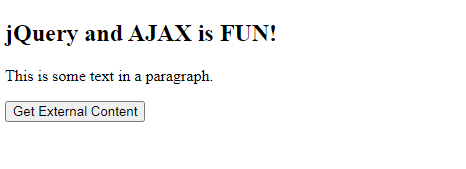 jQuery and AJAX is FUN!
This is some text in a paragraph.
Get External Content